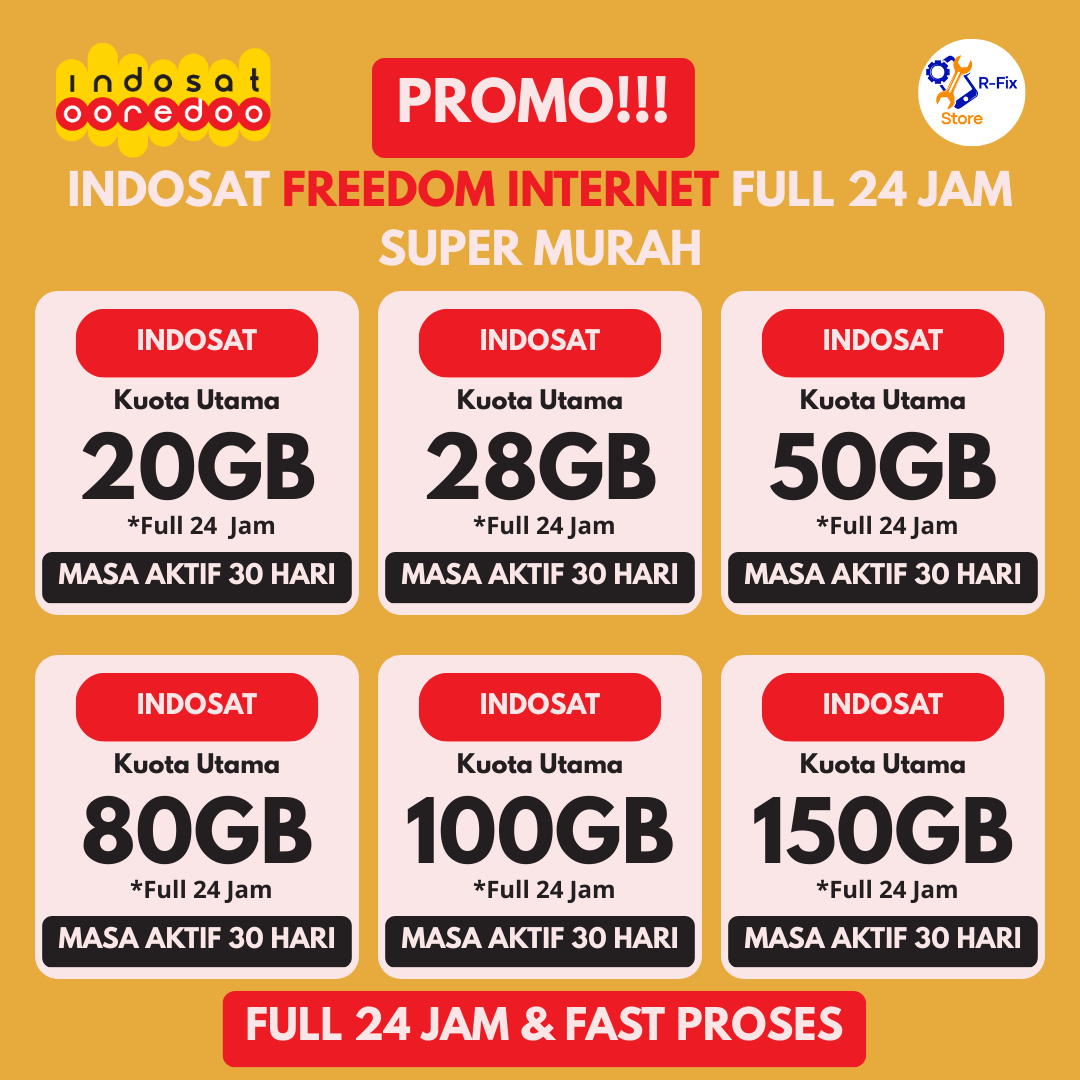 indosat
ooredoo
PROMO!!!
R-Fix
Store
INDOSAT FREEDOM INTERNET FULL 24 JAM
SUPER MURAH
INDOSAT
Kuota Utama
20GB
*Full 24 Jam
MASA AKTIF 30 HARI
INDOSAT
Kuota Utama
28GB
*Full 24 Jam
MASA AKTIF 30 HARI
INDOSAT
Kuota Utama
50GB
*Full 24 Jam
MASA AKTIF 30 HARI
INDOSAT
Kuota Utama
80GB
*Full 24 Jam
MASA AKTIF 30 HARI
INDOSAT
Kuota Utama
100GB
*Full 24 Jam
MASA AKTIF 30 HARI
INDOSAT
Kuota Utama
150GB
*Full 24 Jam
MASA AKTIF 30 HARI
FULL 24 JAM & FAST PROSES